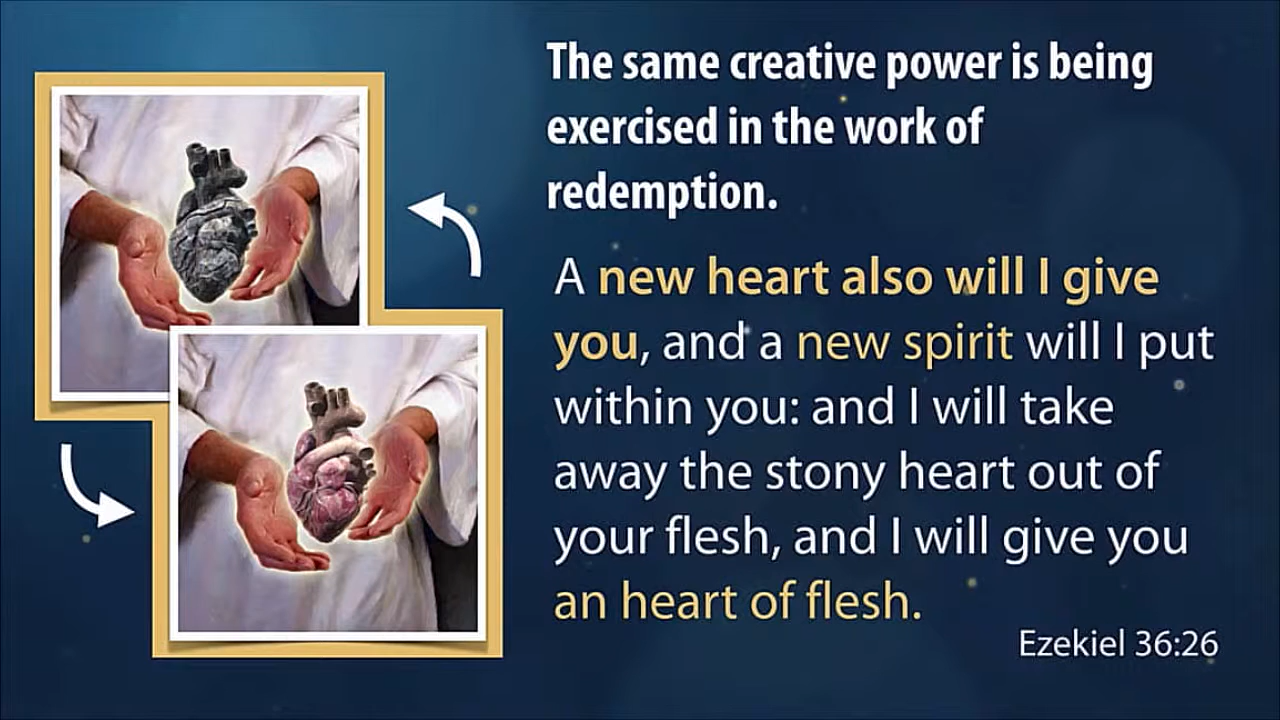 The same creative power is being
exercised in the work of
redemption.
A new heart also will I give
you, and a new spirit will I put
within you: and I will take
away the stony heart out of
your flesh, and I will give you
an heart of flesh.
Ezekiel 36:26